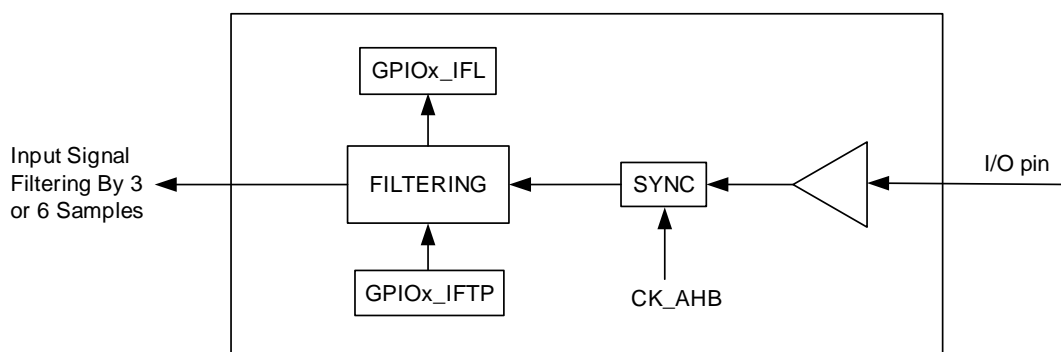 GPIOx_IFL
Input Signal
Filtering By 3
or 6 Samples
FILTERING
SYNC
I/O pin
GPIOx_IFTP
CK_AHB